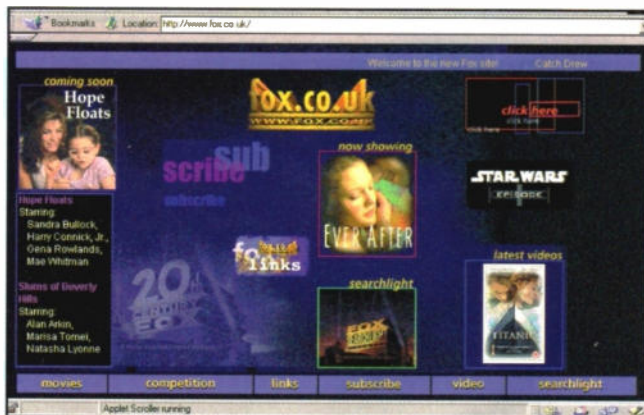 Bookmarks Location: http://www.fox.co.uk/
Welcome to the new Fox site! Catch Drew
coming soon
Hope
Floats
fox.co.uk
click here
click here
click here
now showing
sub
scribe
subscribe
STAR WARS
EPISODE I
Hope Floats
Starring:
Sandra Bullock,
Harry Connick, Jr.,
Gena Rowlands,
Mae Whitman
EVER AFTER
fox
links
latest videos
Slums of Beverly
Hills
Starring:
Alan Arkin,
Marisa Tomei,
Natasha Lyonne
20th
CENTURY
FOX
searchlight
FOX
TITANIC
movies competition links subscribe video searchlight
Applet Scroller running